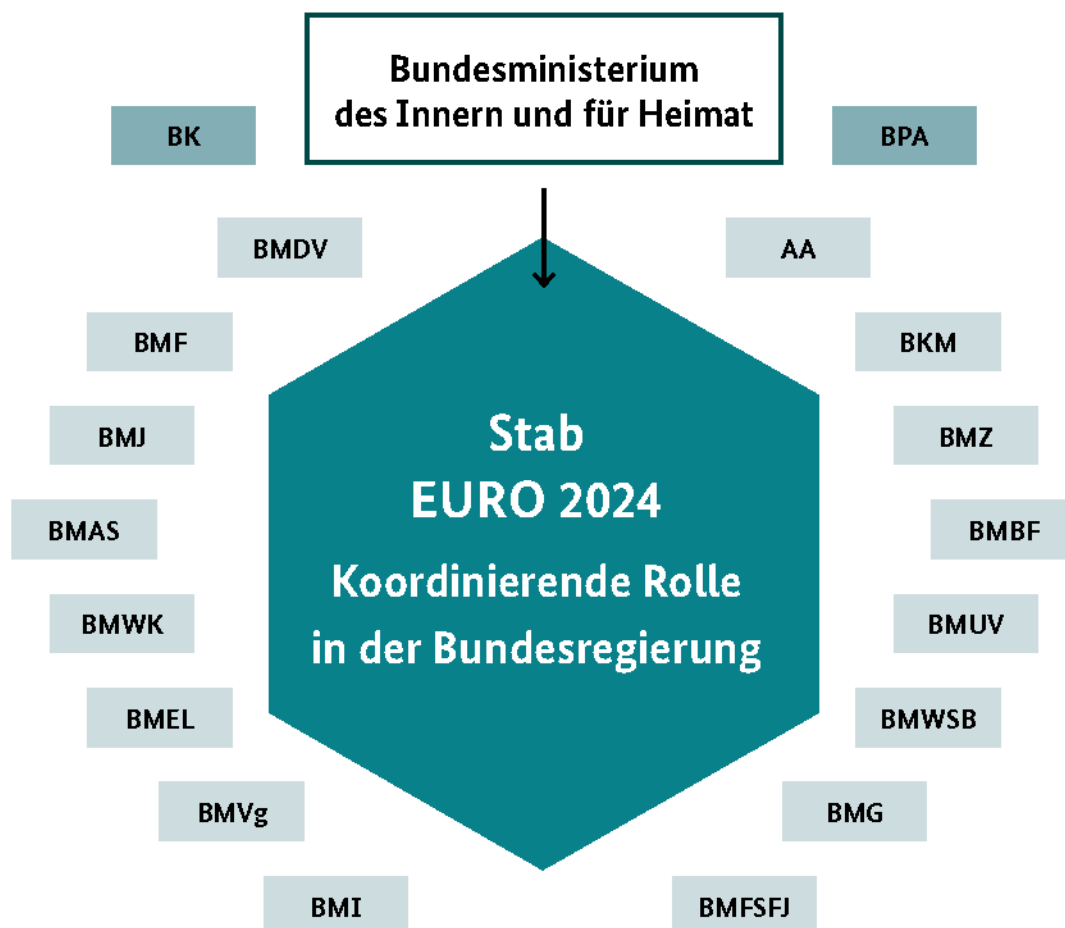 Bundesministerium
des Innern und für Heimat
BK
BPA
BMDV
AA
BMF
BKM
BMJ
BMZ
Stab
EURO 2024
Koordinierende Rolle
in der Bundesregierung
BMAS
BMBF
BMWK
BMUV
BMEL
BMWSB
BMVg
BMG
BMI
BMFSFJ